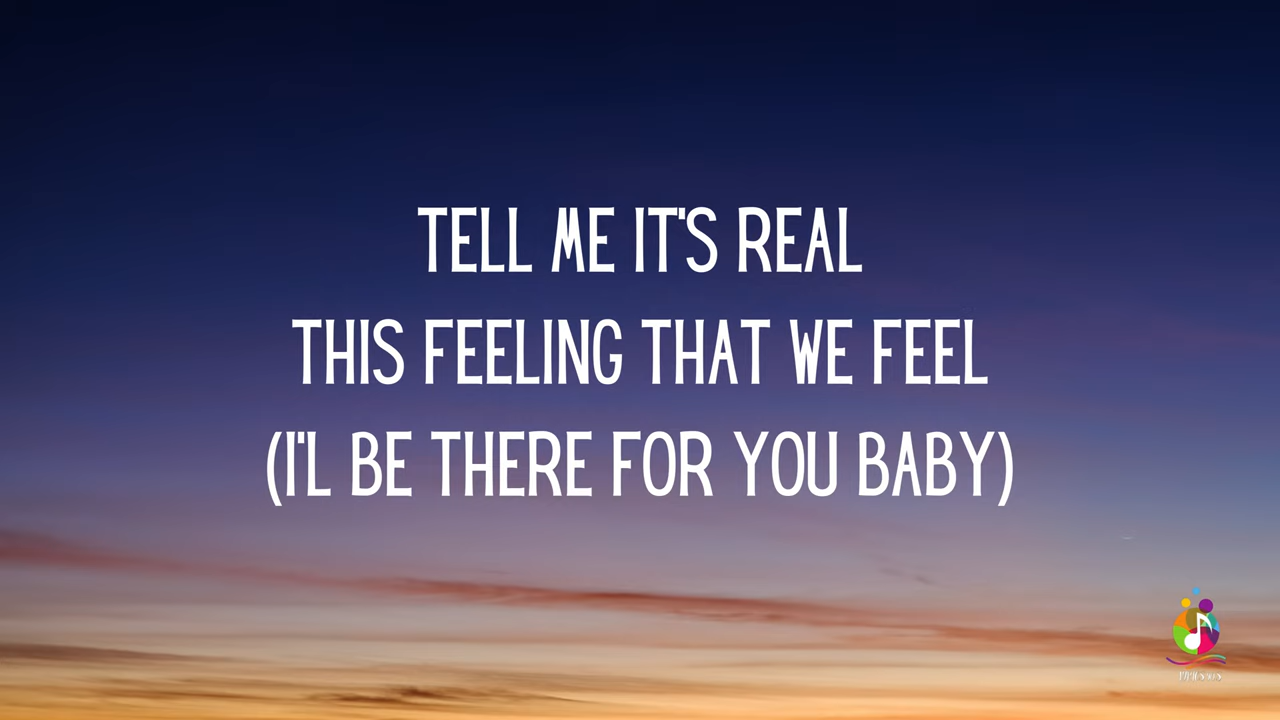 TELL ME IT'S REAL
THIS FEELING THAT WE FEEL
(I'L BE THERE FOR YOU BABY)